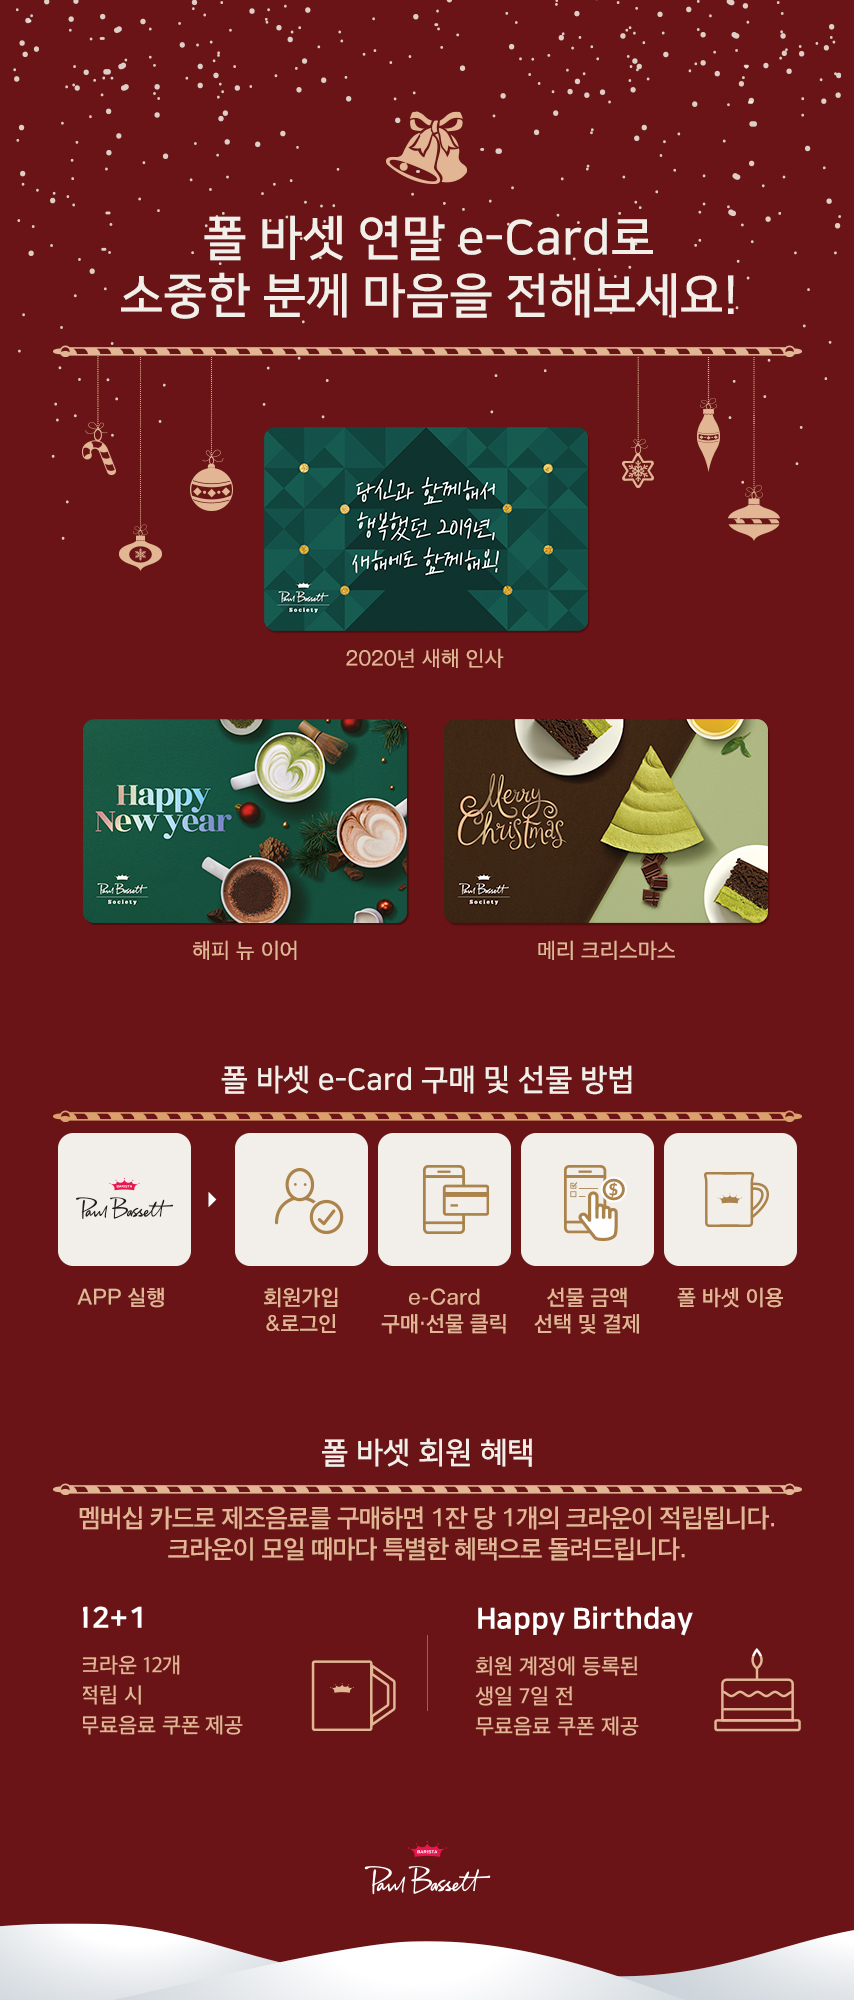 폴 바셋 연말 e-Card로
소중한 분께 마음을 전해보세요!
당신과 함께해서
행복했던 2019년,
새해에도 함께해요!
Paul Bassett
Society
2020년 새해 인사
Happy
New year
Paul Bassett
Society
해피 뉴 이어
Merry
Christmas
Paul Bassett
Society
메리 크리스마스
폴 바셋 e-Card 구매 및 선물 방법
BARISTA
Paul Bassett
APP 실행
회원가입
&로그인
e-Card
구매·선물 클릭
$
선물 금액
선택 및 결제
폴 바셋 이용
폴 바셋 회원 혜택
멤버십 카드로 제조음료를 구매하면 1잔 당 1개의 크라운이 적립됩니다.
크라운이 모일 때마다 특별한 혜택으로 돌려드립니다.
12+1
크라운 12개
적립 시
무료음료 쿠폰 제공
Happy Birthday
회원 계정에 등록된
생일 7일 전
무료음료 쿠폰 제공
BARISTA
Paul Bassett